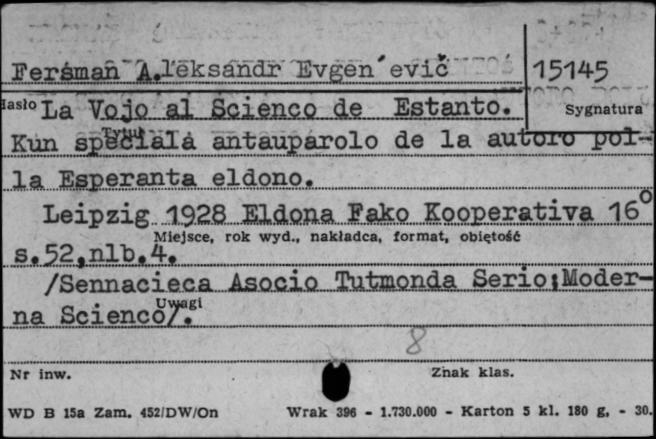 Fersman A.leksandr Evgen´evič
15145
Hasło
La Vojo al Scienco de Estanto.
Sygnatura
Tytuł
Kun speciala antaŭparolo de la autoro pol-
la Esperanta eldono.
Leipzig 1928 Eldona Fako Kooperativa 16°
Miejsce, rok wyd., nakładca, format, obiętość
s.52,nlb.4.
/Sennacieca Asocio Tutmonda Serio;Moder-
Uwagi
na Scienco/.
8
Nr inw.
Znak klas.
WD B 15a Zam. 452/DW/On Wrak 396 - 1.730.000 - Karton 5 kl. 180 g, - 30.